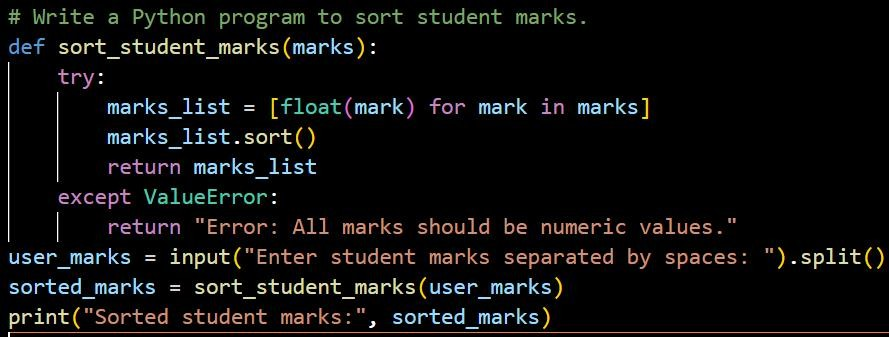 # Write a Python program to sort student marks.
def sort_student_marks(marks):
    try:
        marks_list = [float(mark) for mark in marks]
        marks_list.sort()
        return marks_list
    except ValueError:
        return "Error: All marks should be numeric values."
user_marks = input("Enter student marks separated by spaces: ").split()
sorted_marks = sort_student_marks(user_marks)
print("Sorted student marks:", sorted_marks)